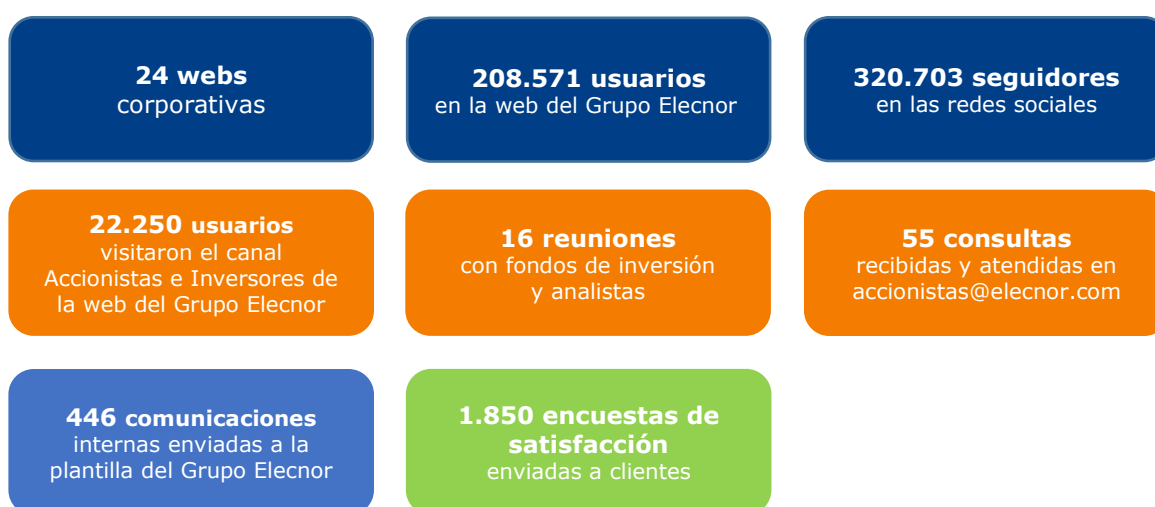 24 webs
corporativas
208.571 usuarios
en la web del Grupo Elecnor
320.703 seguidores
en las redes sociales
22.250 usuarios
visitaron el canal
Accionistas e Inversores de
la web del Grupo Elecnor
16 reuniones
con fondos de inversión
y analistas
55 consultas
recibidas y atendidas en
accionistas@elecnor.com
446 comunicaciones
internas enviadas a la
plantilla del Grupo Elecnor
1.850 encuestas de
satisfacción
enviadas a clientes